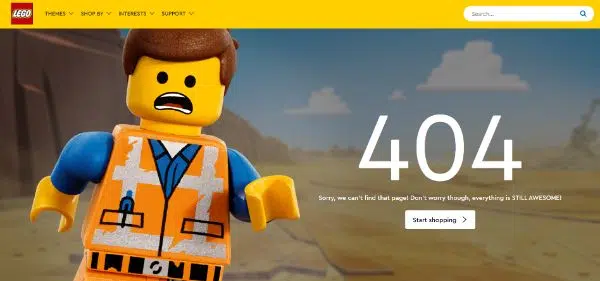 LEGO
THEMES SHOP BY INTERESTS SUPPORT
Search...
404
Sorry, we can't find that page! Don't worry though, everything is STILL AWESOME!
Start shopping